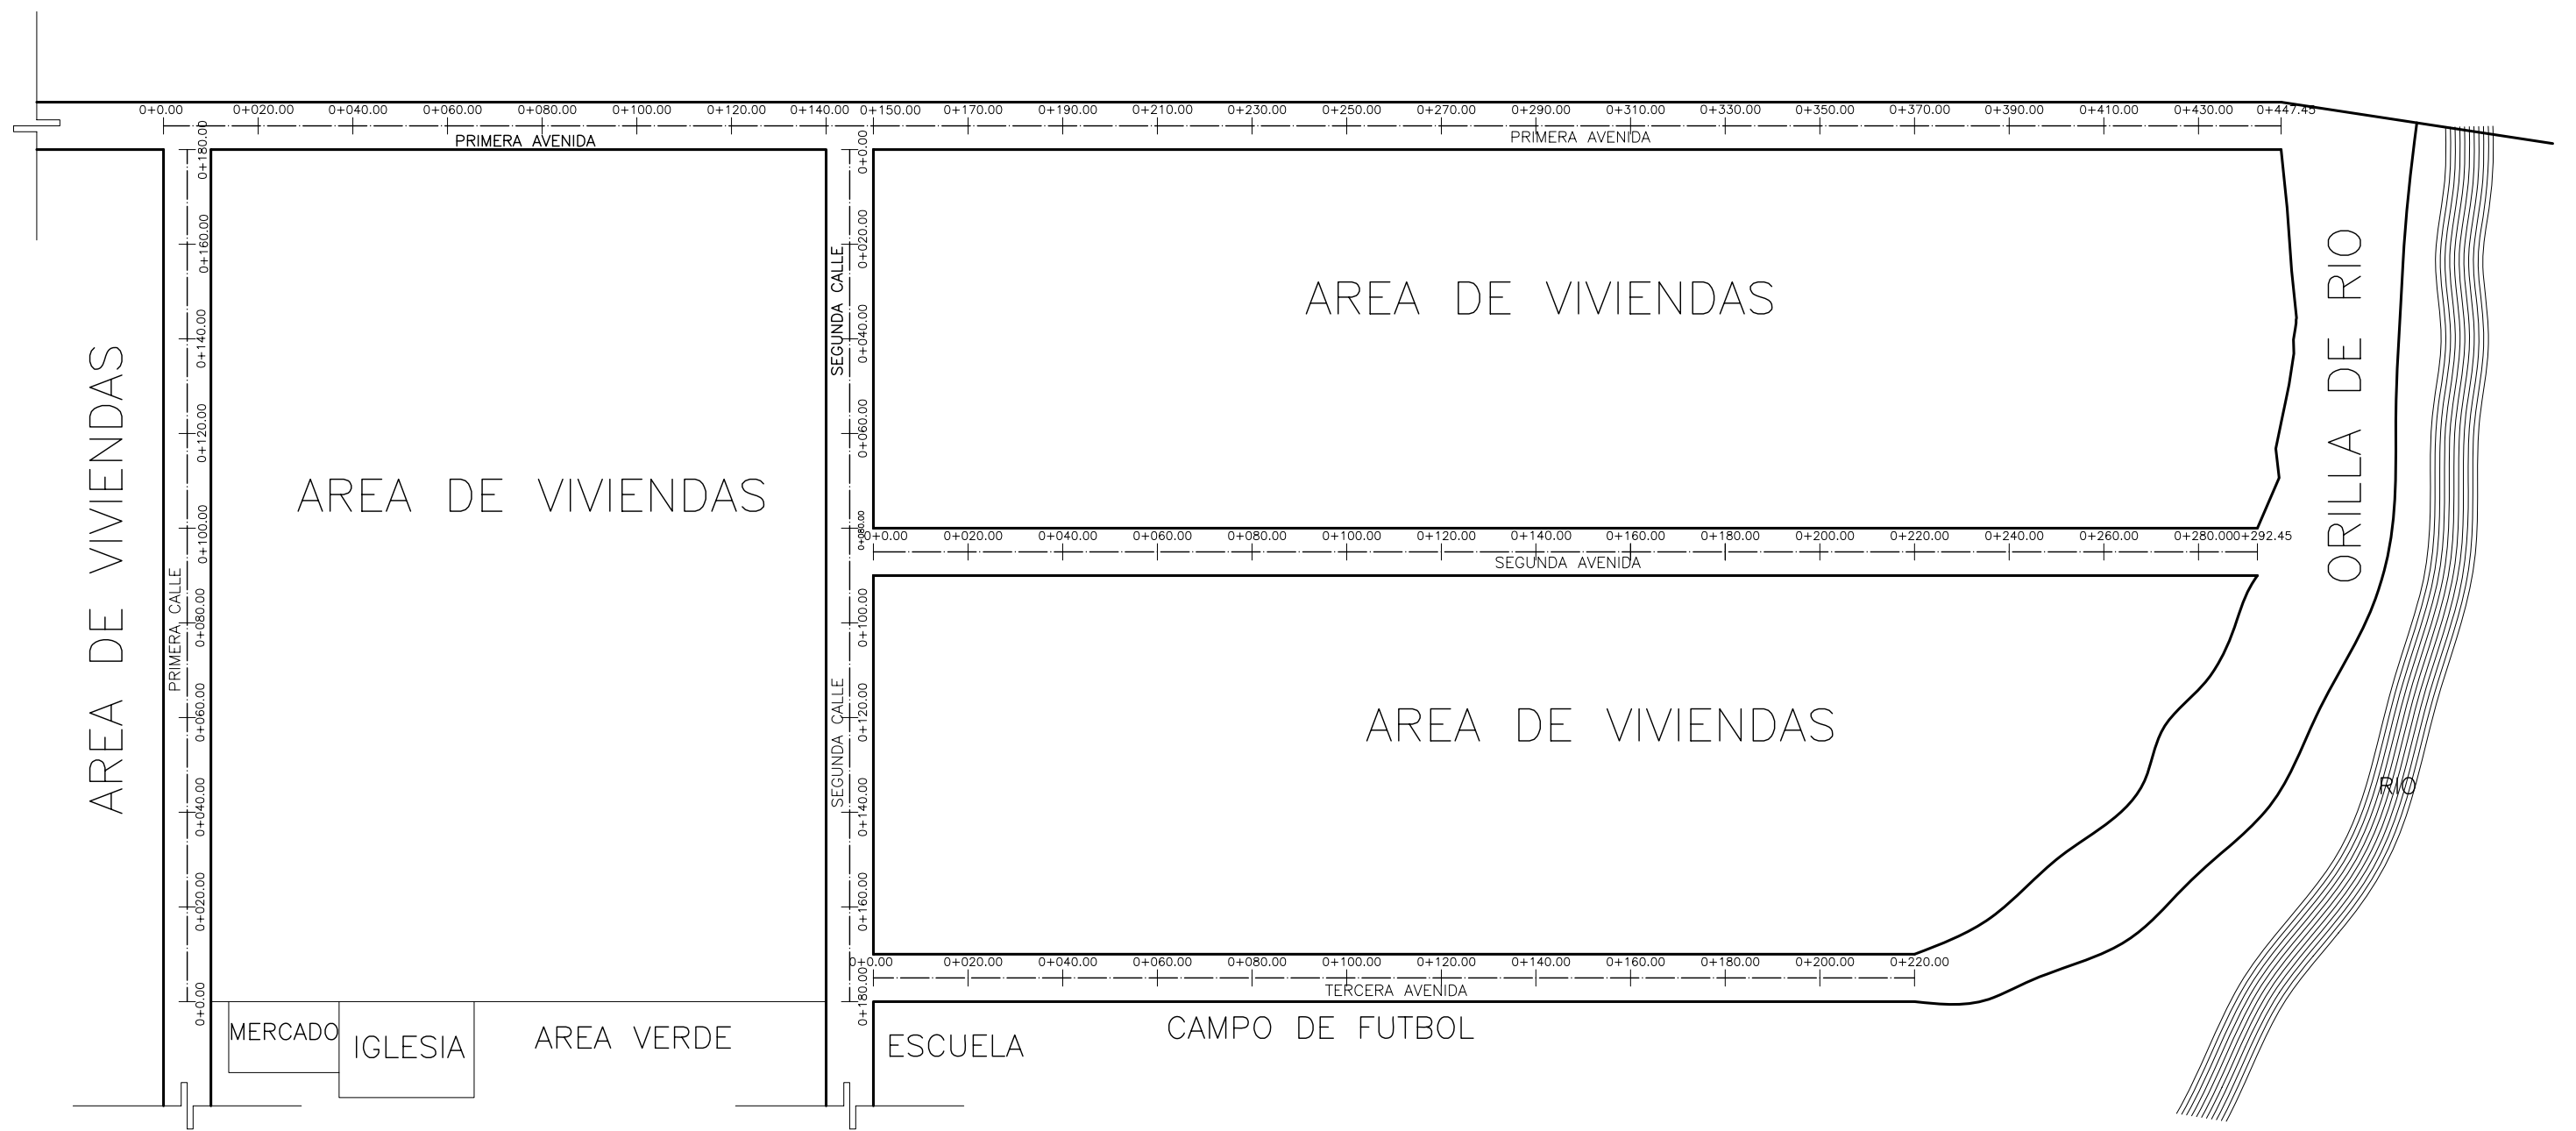 0+0.00 0+020.00 0+040.00 0+060.00 0+080.00 0+100.00 0+120.00 0+140.00 0+150.00 0+170.00 0+190.00 0+210.00 0+230.00 0+250.00 0+270.00 0+290.00 0+310.00 0+330.00 0+350.00 0+370.00 0+390.00 0+410.00 0+430.00 0+447.45
PRIMERA AVENIDA
PRIMERA AVENIDA
AREA DE VIVIENDAS
PRIMERA CALLE
0+180.00
0+160.00
0+140.00
0+120.00
0+100.00
0+080.00
0+060.00
0+040.00
0+020.00
0+0.00
AREA DE VIVIENDAS
SEGUNDA CALLE
SEGUNDA CALLE
0+0.00
0+020.00
0+040.00
0+060.00
0+080.00
0+100.00
0+120.00
0+140.00
0+160.00
0+180.00
AREA DE VIVIENDAS
ORILLA DE RIO
0+0.00 0+020.00 0+040.00 0+060.00 0+080.00 0+100.00 0+120.00 0+140.00 0+160.00 0+180.00 0+200.00 0+220.00 0+240.00 0+260.00 0+280.00 0+292.45
SEGUNDA AVENIDA
AREA DE VIVIENDAS
RIO
0+0.00 0+020.00 0+040.00 0+060.00 0+080.00 0+100.00 0+120.00 0+140.00 0+160.00 0+180.00 0+200.00 0+220.00
TERCERA AVENIDA
MERCADO
IGLESIA
AREA VERDE
ESCUELA
CAMPO DE FUTBOL